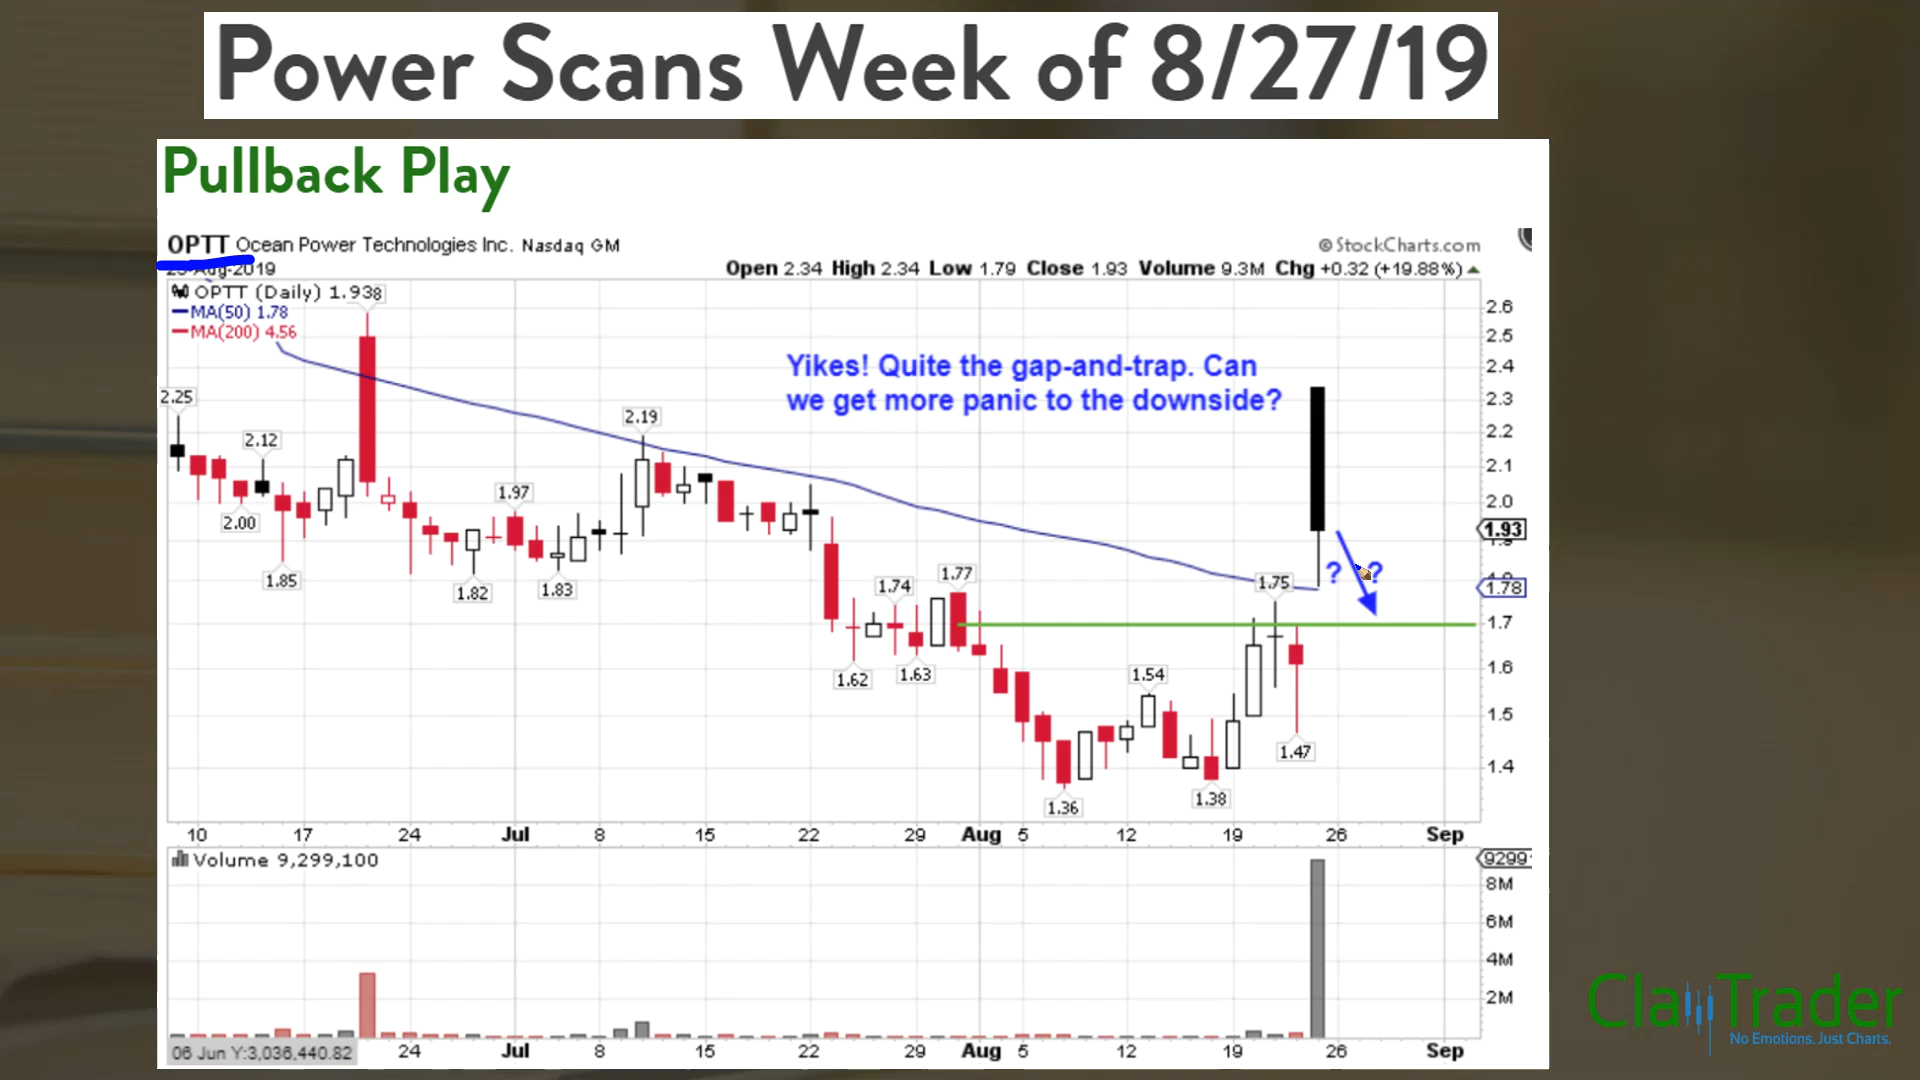 Power Scans Week of 8/27/19
Pullback Play
OPTT Ocean Power Technologies Inc. Nasdaq GM
© StockCharts.com
Open 2.34 High 2.34 Low 1.79 Close 1.93 Volume 9.3M Chg +0.32 (+19.88%)
OPTT (Daily) 1.938
MA(50) 1.78
MA(200) 4.56
Yikes! Quite the gap-and-trap. Can
we get more panic to the downside?
2.25
2.12
2.00
1.85
1.97
1.82
1.83
2.19
1.62
1.74
1.63
1.77
1.36
1.54
1.38
1.75
1.47
? ?
2.6
2.5
2.4
2.3
2.2
2.1
2.0
1.93
1.78
1.7
1.6
1.5
1.4
10 17 24 Jul 8 15 22 29 Aug 5 12 19 26 Sep
Volume 9,299,100
8M
6M
4M
2M
06 Jun Y:3,036,440.82
24 Jul 8 15 22 29 Aug 5 12 19 26 Sep
ClayTrader
No Emotions. Just Charts.